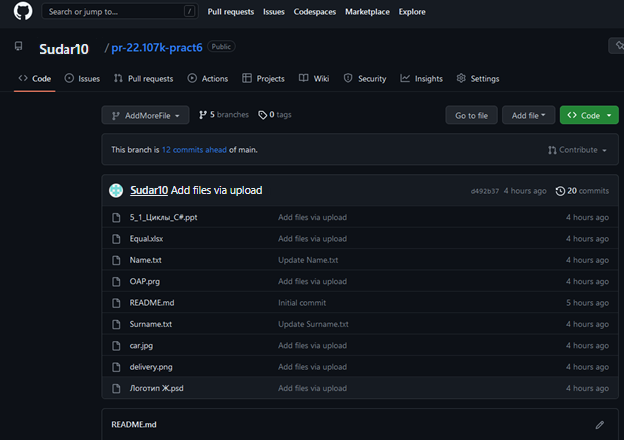 Search or jump to... / Pull requests Issues Codespaces Marketplace Explore
Sudar10 / pr-22.107k-pract6 Public
Code Issues Pull requests Actions Projects Wiki Security Insights Settings
AddMoreFile 5 branches 0 tags Go to file Add file Code
This branch is 12 commits ahead of main. Contribute
Sudar10 Add files via upload d492b37 4 hours ago 20 commits
5_1_Циклы_C#.ppt Add files via upload 4 hours ago
Equal.xlsx Add files via upload 4 hours ago
Name.txt Update Name.txt 4 hours ago
OAP.prg Add files via upload 4 hours ago
README.md Initial commit 5 hours ago
Surname.txt Update Surname.txt 4 hours ago
car.jpg Add files via upload 4 hours ago
delivery.png Add files via upload 4 hours ago
Логотип Ж.psd Add files via upload 4 hours ago
README.md